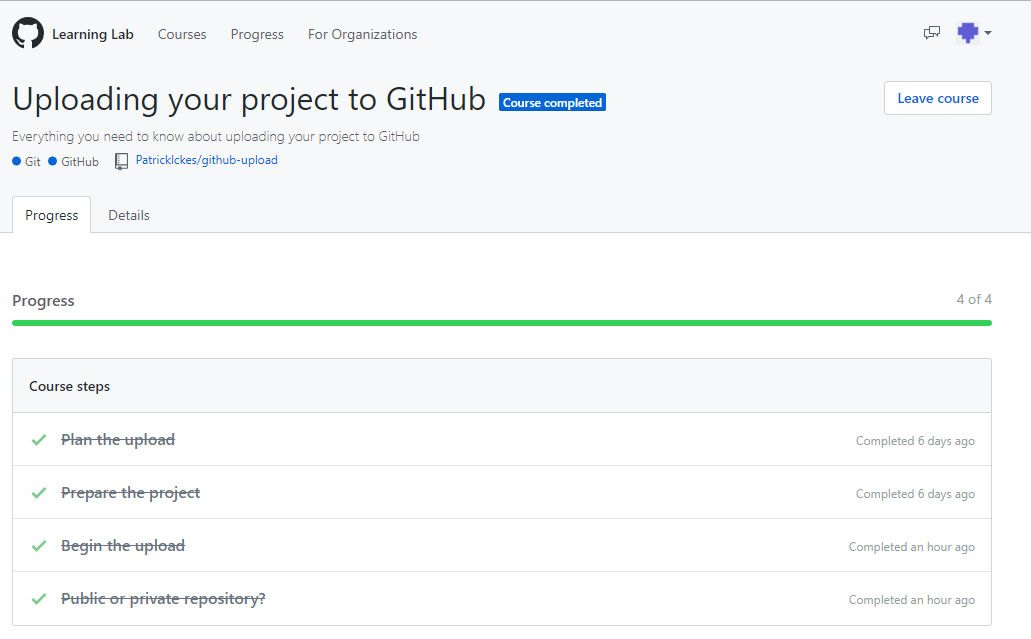 Learning Lab Courses Progress For Organizations
Uploading your project to GitHub Course completed Leave course
Everything you need to know about uploading your project to GitHub
Git GitHub PatrickIckes/github-upload
Progress Details
Progress 4 of 4
Course steps
Plan the upload Completed 6 days ago
Prepare the project Completed 6 days ago
Begin the upload Completed an hour ago
Public or private repository? Completed an hour ago